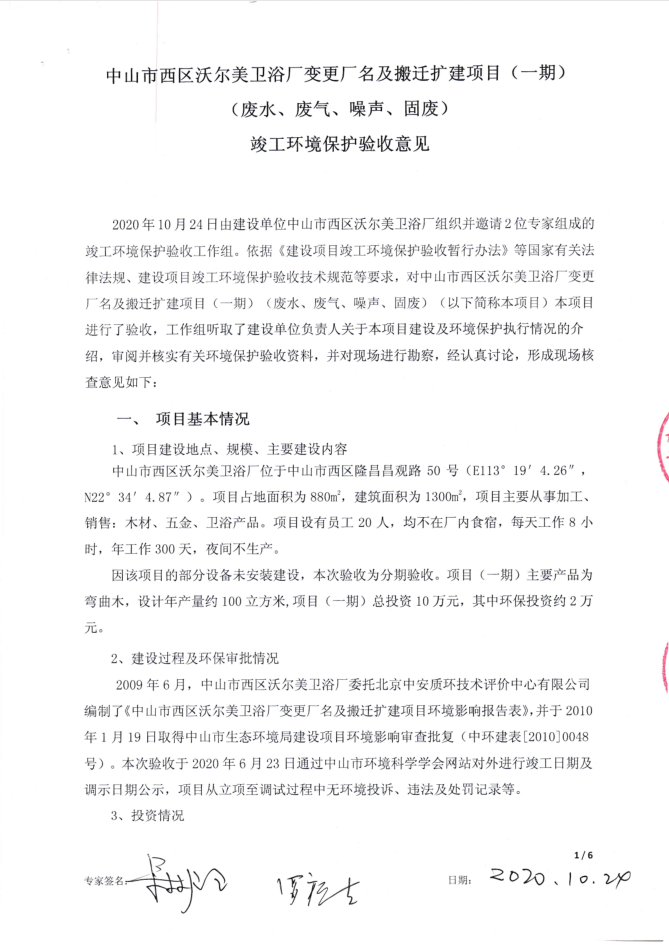 中山市西区沃尔美卫浴厂变更厂名及搬迁扩建项目（一期）
（废水、废气、噪声、固废）
竣工环境保护验收意见
2020年10月24日由建设单位中山市西区沃尔美卫浴厂组织并邀请2位专家组成的
竣工环境保护验收工作组。依据《建设项目竣工环境保护验收暂行办法》等国家有关法
律法规、建设项目竣工环境保护验收技术规范等要求，对中山市西区沃尔美卫浴厂变更
厂名及搬迁扩建项目（一期）（废水、废气、噪声、固废）（以下简称本项目）本项目
进行了验收，工作组听取了建设单位负责人关于本项目建设及环境保护执行情况的介
绍，审阅并核实有关环境保护验收资料，并对现场进行勘察，经认真讨论，形成现场核
查意见如下：
一、 项目基本情况
1、项目建设地点、规模、主要建设内容
中山市西区沃尔美卫浴厂位于中山市西区隆昌昌观路 50 号（E113°19′4.26″，
N22°34′4.87″）。项目占地面积为880㎡，建筑面积为1300㎡，项目主要从事加工、
销售：木材、五金、卫浴产品。项目设有员工 20 人，均不在厂内食宿，每天工作 8 小
时，年工作 300 天，夜间不生产。
因该项目的部分设备未安装建设，本次验收为分期验收。项目（一期）主要产品为
弯曲木，设计年产量约 100 立方米,项目（一期）总投资 10 万元，其中环保投资约 2 万
元。
2、建设过程及环保审批情况
2009 年 6 月，中山市西区沃尔美卫浴厂委托北京中安质环技术评价中心有限公司
编制了《中山市西区沃尔美卫浴厂变更厂名及搬迁扩建项目环境影响报告表》，并于 2010
年 1 月 19 日取得中山市生态环境局建设项目环境影响审查批复（中环建表[2010]0048
号）。本次验收于 2020 年 6 月 23 日通过中山市环境科学学会网站对外进行竣工日期及
调示日期公示，项目从立项至调试过程中无环境投诉、违法及处罚记录等。
3、投资情况
1/6
专家签名:
日期: 2020.10.24